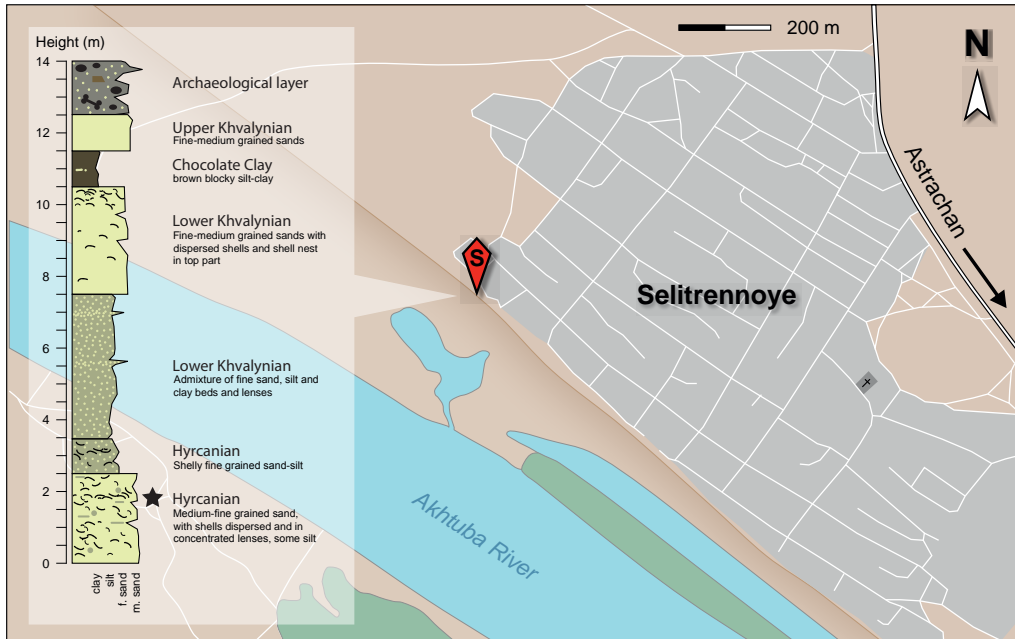 Height (m)
14
12
10
8
6
4
2
0
Archaeological layer
Upper Khvalynian
Fine-medium grained sands
Chocolate Clay
brown blocky silt-clay
Lower Khvalynian
Fine-medium grained sands with
dispersed shells and shell nest
in top part
Lower Khvalynian
Admixture of fine sand, silt and
clay beds and lenses
Hyrcanian
Shelly fine grained sand-silt
Hyrcanian
Medium-fine grained sand,
with shells dispersed and in
concentrated lenses, some silt
clay
silt
f. sand
m. sand
200 m
N
Astrachan
S
Selitrennoye
Akhtuba River